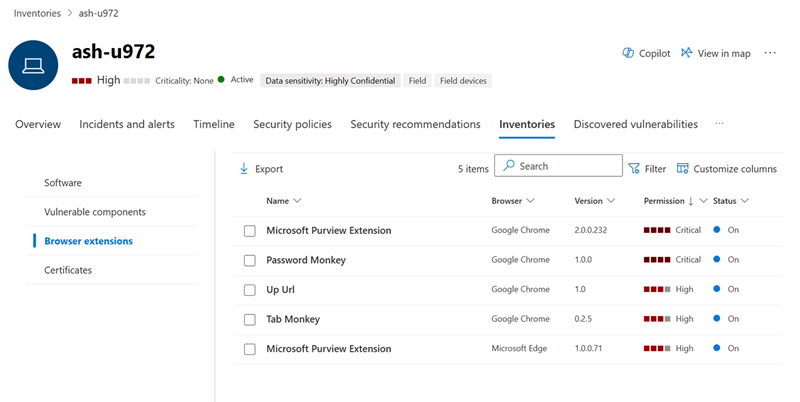 Inventories > ash-u972
ash-u972
Copilot View in map ...
High Criticality: None Active Data sensitivity: Highly Confidential Field Field devices
Overview Incidents and alerts Timeline Security policies Security recommendations Inventories Discovered vulnerabilities ...
Software
Vulnerable components
Browser extensions
Certificates
Export 5 items Search Filter Customize columns
Name Browser Version Permission ↓ Status
Microsoft Purview Extension Google Chrome 2.0.0.232 Critical On
Password Monkey Google Chrome 1.0.0 Critical On
Up Url Google Chrome 1.0 High On
Tab Monkey Google Chrome 0.2.5 High On
Microsoft Purview Extension Microsoft Edge 1.0.0.71 High On